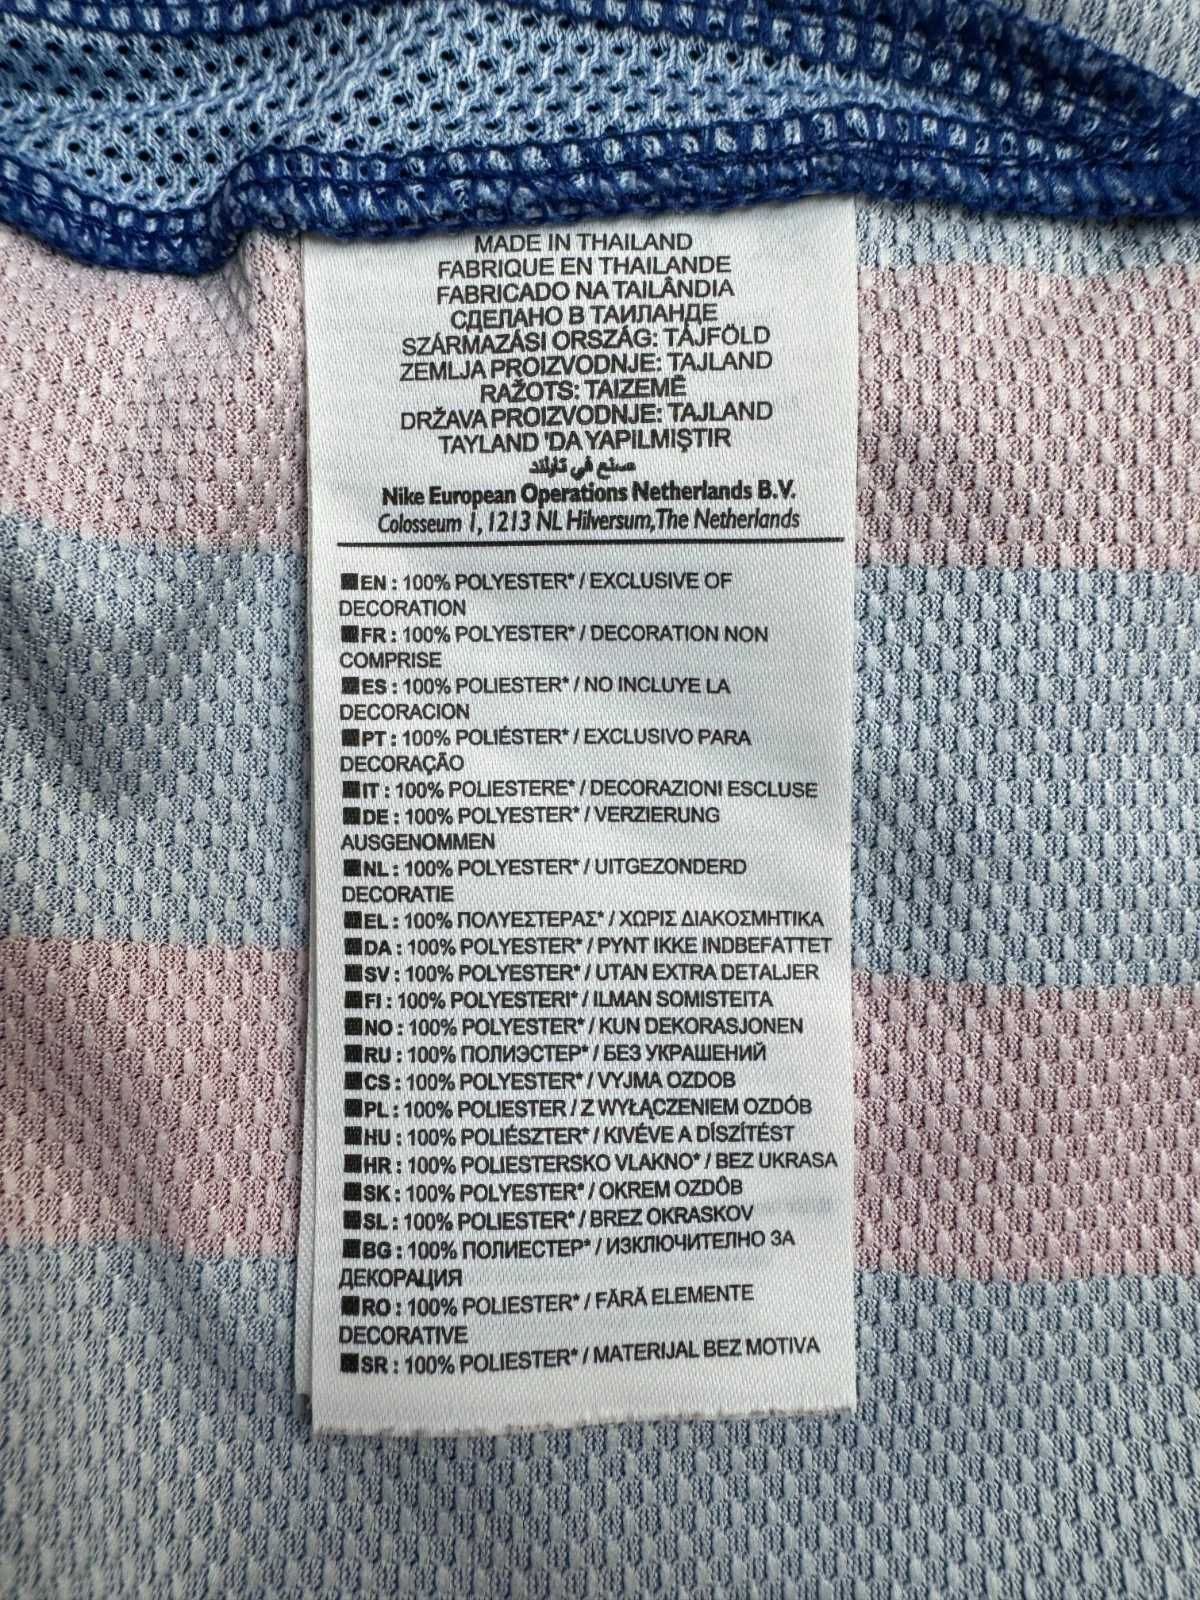 MADE IN THAILAND
FABRIQUE EN THAILANDE
FABRICADO NA TAILÂNDIA
СДЕЛАНО В ТАИЛАНДЕ
SZÁRMAZÁSI ORSZÁG: TÁJFÖLD
ZEMLJA PROIZVODNJE: TAJLAND
RAŽOTS: TAIZEMĒ
DRŽAVA PROIZVODNJE: TAJLAND
TAYLAND 'DA YAPILMIŞTIR
صنع في تايلند
Nike European Operations Netherlands B.V.
Colosseum 1, 1213 NL Hilversum, The Netherlands
EN : 100% POLYESTER* / EXCLUSIVE OF
DECORATION
FR : 100% POLYESTER* / DECORATION NON
COMPRISE
ES : 100% POLIESTER* / NO INCLUYE LA
DECORACION
PT : 100% POLIÉSTER* / EXCLUSIVO PARA
DECORAÇÃO
IT : 100% POLIESTERE* / DECORAZIONI ESCLUSE
DE : 100% POLYESTER* / VERZIERUNG
AUSGENOMMEN
NL : 100% POLYESTER* / UITGEZONDERD
DECORATIE
EL : 100% ΠΟΛΥΕΣΤΕΡΑΣ* / ΧΩΡΙΣ ΔΙΑΚΟΣΜΗΤΙΚΑ
DA : 100% POLYESTER* / PYNT IKKE INDBEFATTET
SV : 100% POLYESTER* / UTAN EXTRA DETALJER
FI : 100% POLYESTERI* / ILMAN SOMISTEITA
NO : 100% POLYESTER* / KUN DEKORASJONEN
RU : 100% ПОЛИЭСТЕР* / БЕЗ УКРАШЕНИЙ
CS : 100% POLYESTER* / VYJMA OZDOB
PL : 100% POLIESTER / Z WYŁĄCZENIEM OZDÓB
HU : 100% POLIÉSZTER* / KIVÉVE A DÍSZÍTÉST
HR : 100% POLIESTERSKO VLAKNO* / BEZ UKRASA
SK : 100% POLYESTER* / OKREM OZDÔB
SL : 100% POLYESTER* / BREZ OKRASKOV
BG : 100% ПОЛИЕСТЕР* / ИЗКЛЮЧИТЕЛНО ЗА
ДЕКОРАЦИЯ
RO : 100% POLIESTER* / FĂRĂ ELEMENTE
DECORATIVE
SR : 100% POLIESTER* / MATERIJAL BEZ MOTIVA